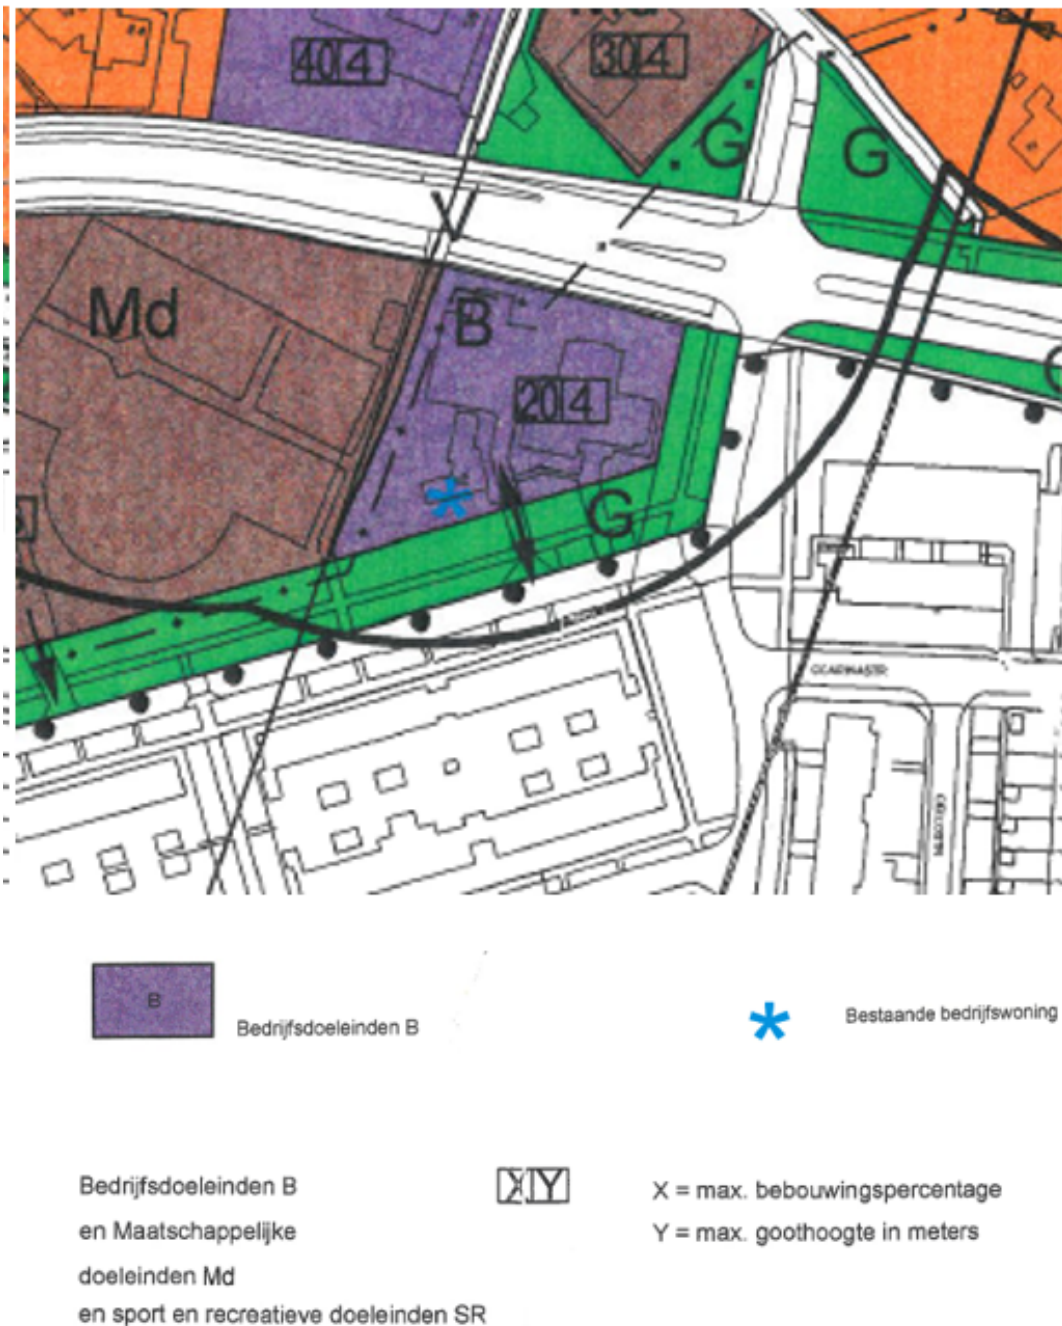 40 4
30 4
G
G
V
Md
B
20 4
G
B
Bedrijfsdoeleinden B
Bestaande bedrijfswoning
Bedrijfsdoeleinden B
en Maatschappelijke
doeleinden Md
en sport en recreatieve doeleinden SR
X Y
X = max. bebouwingspercentage
Y = max. goothoogte in meters